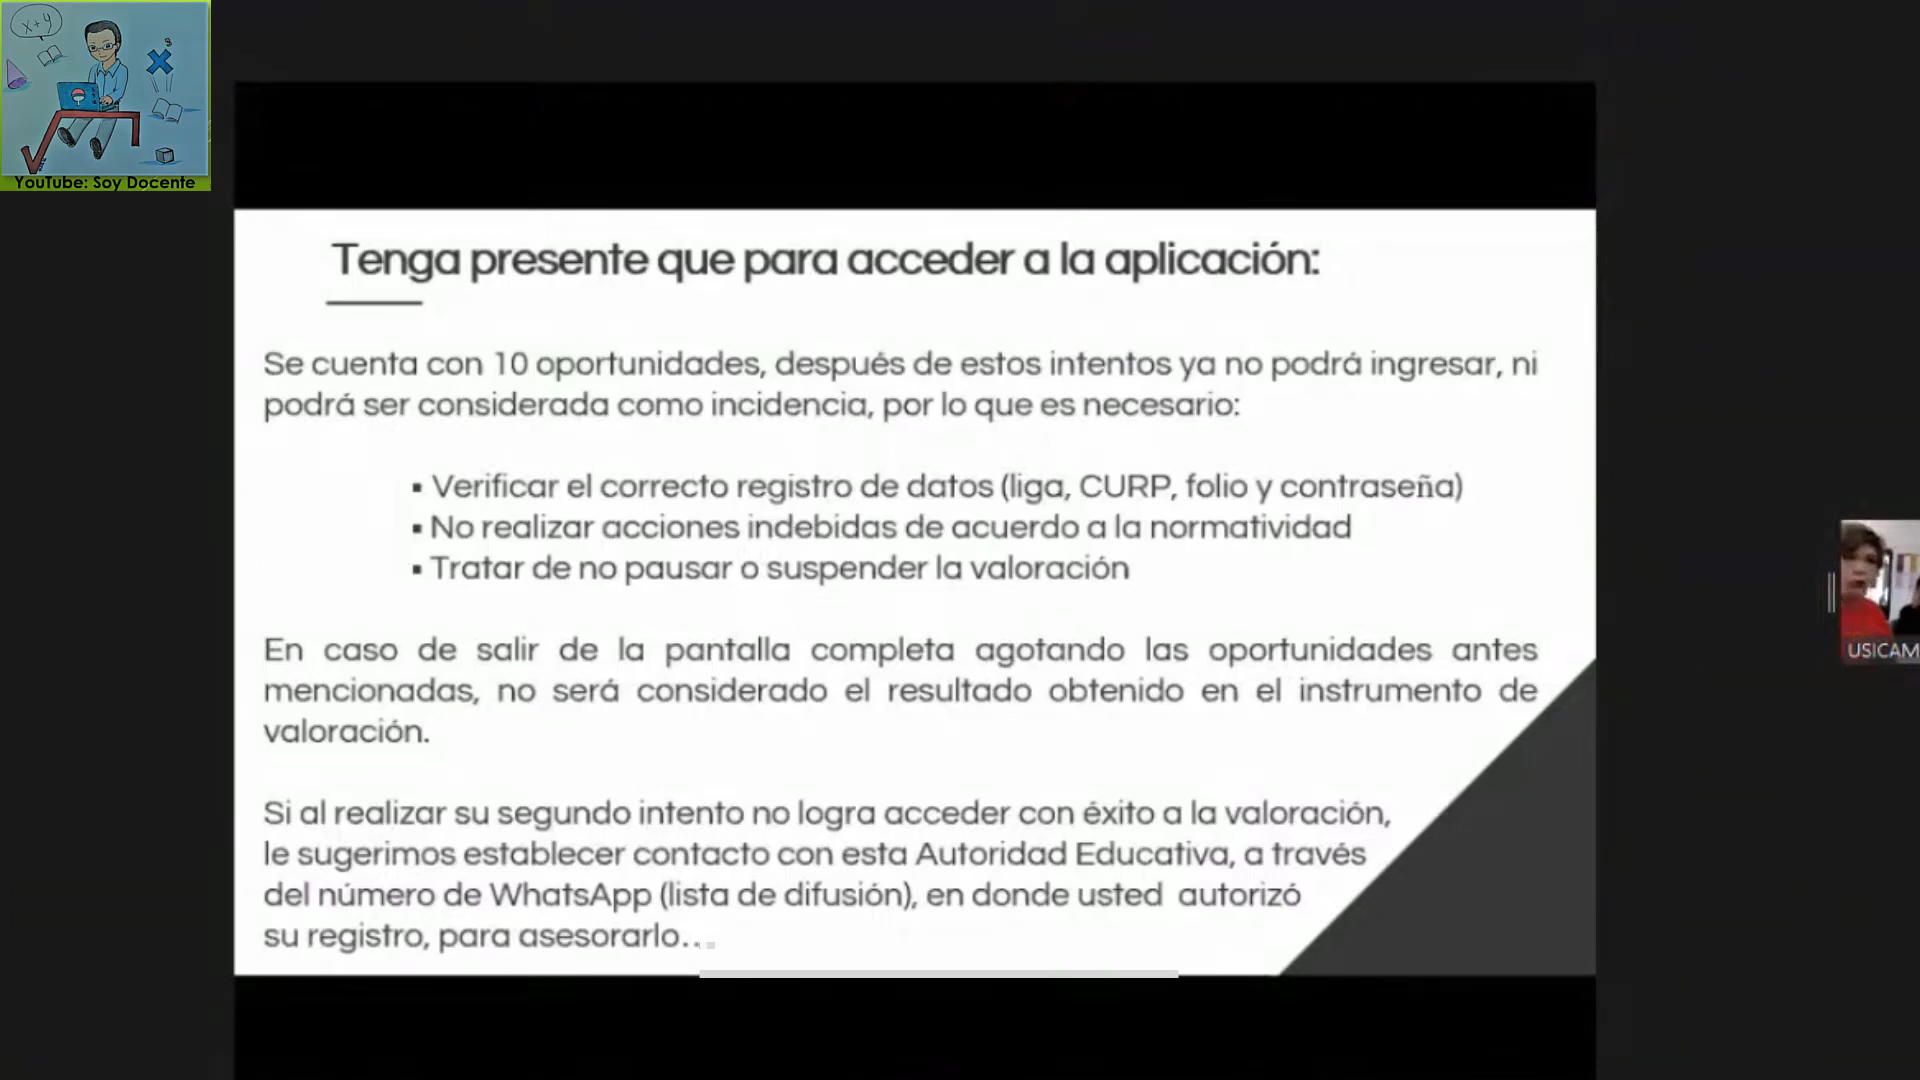 x+y
YouTube: Soy Docente
Tenga presente que para acceder a la aplicación:
Se cuenta con 10 oportunidades, después de estos intentos ya no podrá ingresar, ni
podrá ser considerada como incidencia, por lo que es necesario:
▪ Verificar el correcto registro de datos (liga, CURP, folio y contraseña)
▪ No realizar acciones indebidas de acuerdo a la normatividad
▪ Tratar de no pausar o suspender la valoración
En caso de salir de la pantalla completa agotando las oportunidades antes
mencionadas, no será considerado el resultado obtenido en el instrumento de
valoración.
Si al realizar su segundo intento no logra acceder con éxito a la valoración,
le sugerimos establecer contacto con esta Autoridad Educativa, a través
del número de WhatsApp (lista de difusión), en donde usted autorizó
su registro, para asesorarlo...
USICAM